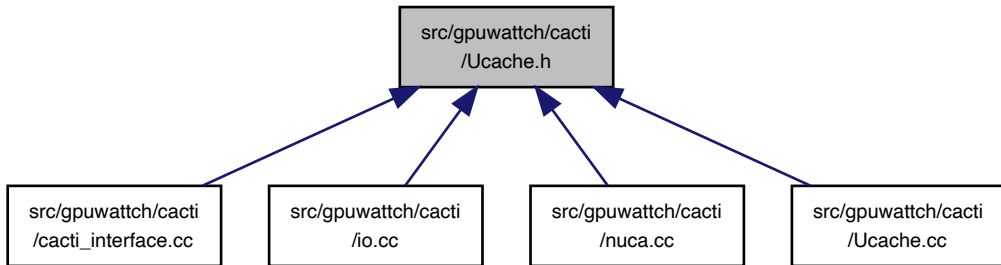 src/gpuwattch/cacti
/Ucache.h
src/gpuwattch/cacti
/cacti_interface.cc
src/gpuwattch/cacti
/io.cc
src/gpuwattch/cacti
/nuca.cc
src/gpuwattch/cacti
/Ucache.cc